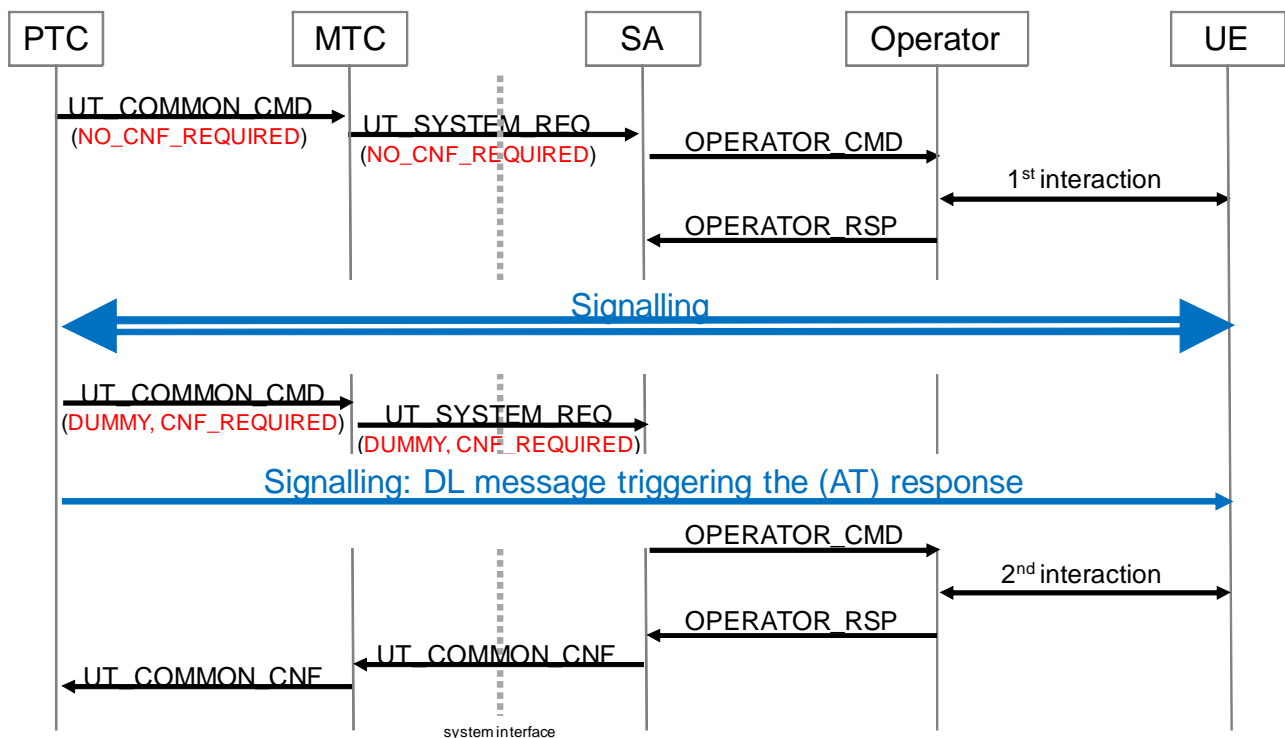 PTC
MTC
SA
Operator
UE
UT_COMMON_CMD
(NO_CNF_REQUIRED)
UT_SYSTEM_REQ
(NO_CNF_REQUIRED)
OPERATOR_CMD
1st interaction
OPERATOR_RSP
Signalling
UT_COMMON_CMD
(DUMMY, CNF_REQUIRED)
UT_SYSTEM_REQ
(DUMMY, CNF_REQUIRED)
Signalling: DL message triggering the (AT) response
OPERATOR_CMD
2nd interaction
OPERATOR_RSP
UT_COMMON_CNF
UT_COMMON_CNF
system interface